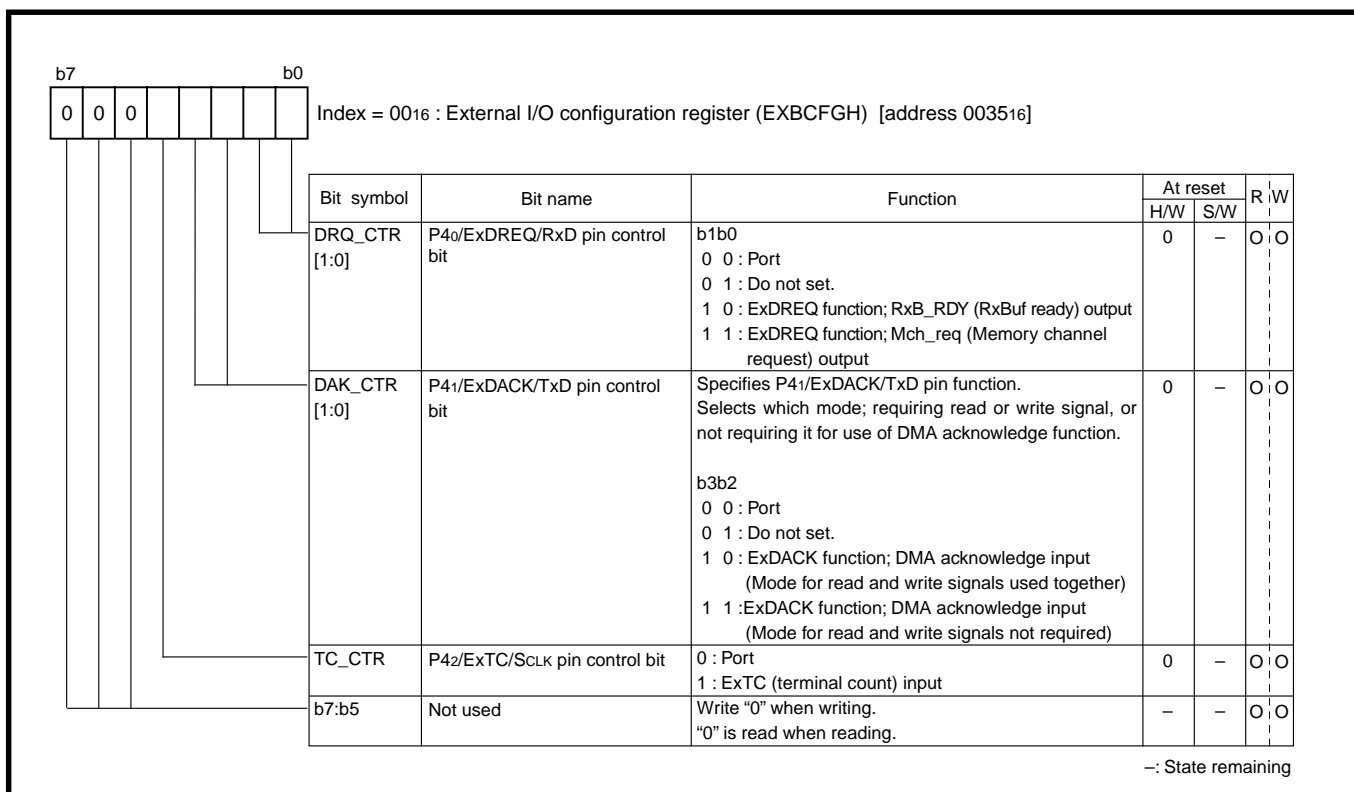 b7 b0
0 0 0 Index = 0016 : External I/O configuration register (EXBCFGH) [address 003516]
Bit symbol Bit name Function At reset R W
H/W S/W
DRQ_CTR [1:0] P40/ExDREQ/RxD pin control bit
b1b0
0 0 : Port
0 1 : Do not set.
1 0 : ExDREQ function; RxB_RDY (RxBuf ready) output
1 1 : ExDREQ function; Mch_req (Memory channel
request) output
0 – O O
DAK_CTR [1:0] P41/ExDACK/TxD pin control bit
Specifies P41/ExDACK/TxD pin function.
Selects which mode; requiring read or write signal, or
not requiring it for use of DMA acknowledge function.
b3b2
0 0 : Port
0 1 : Do not set.
1 0 : ExDACK function; DMA acknowledge input
(Mode for read and write signals used together)
1 1 :ExDACK function; DMA acknowledge input
(Mode for read and write signals not required)
0 – O O
TC_CTR P42/ExTC/SCLK pin control bit
0 : Port
1 : ExTC (terminal count) input
0 – O O
b7:b5 Not used
Write “0” when writing.
“0” is read when reading.
– – O O
–: State remaining